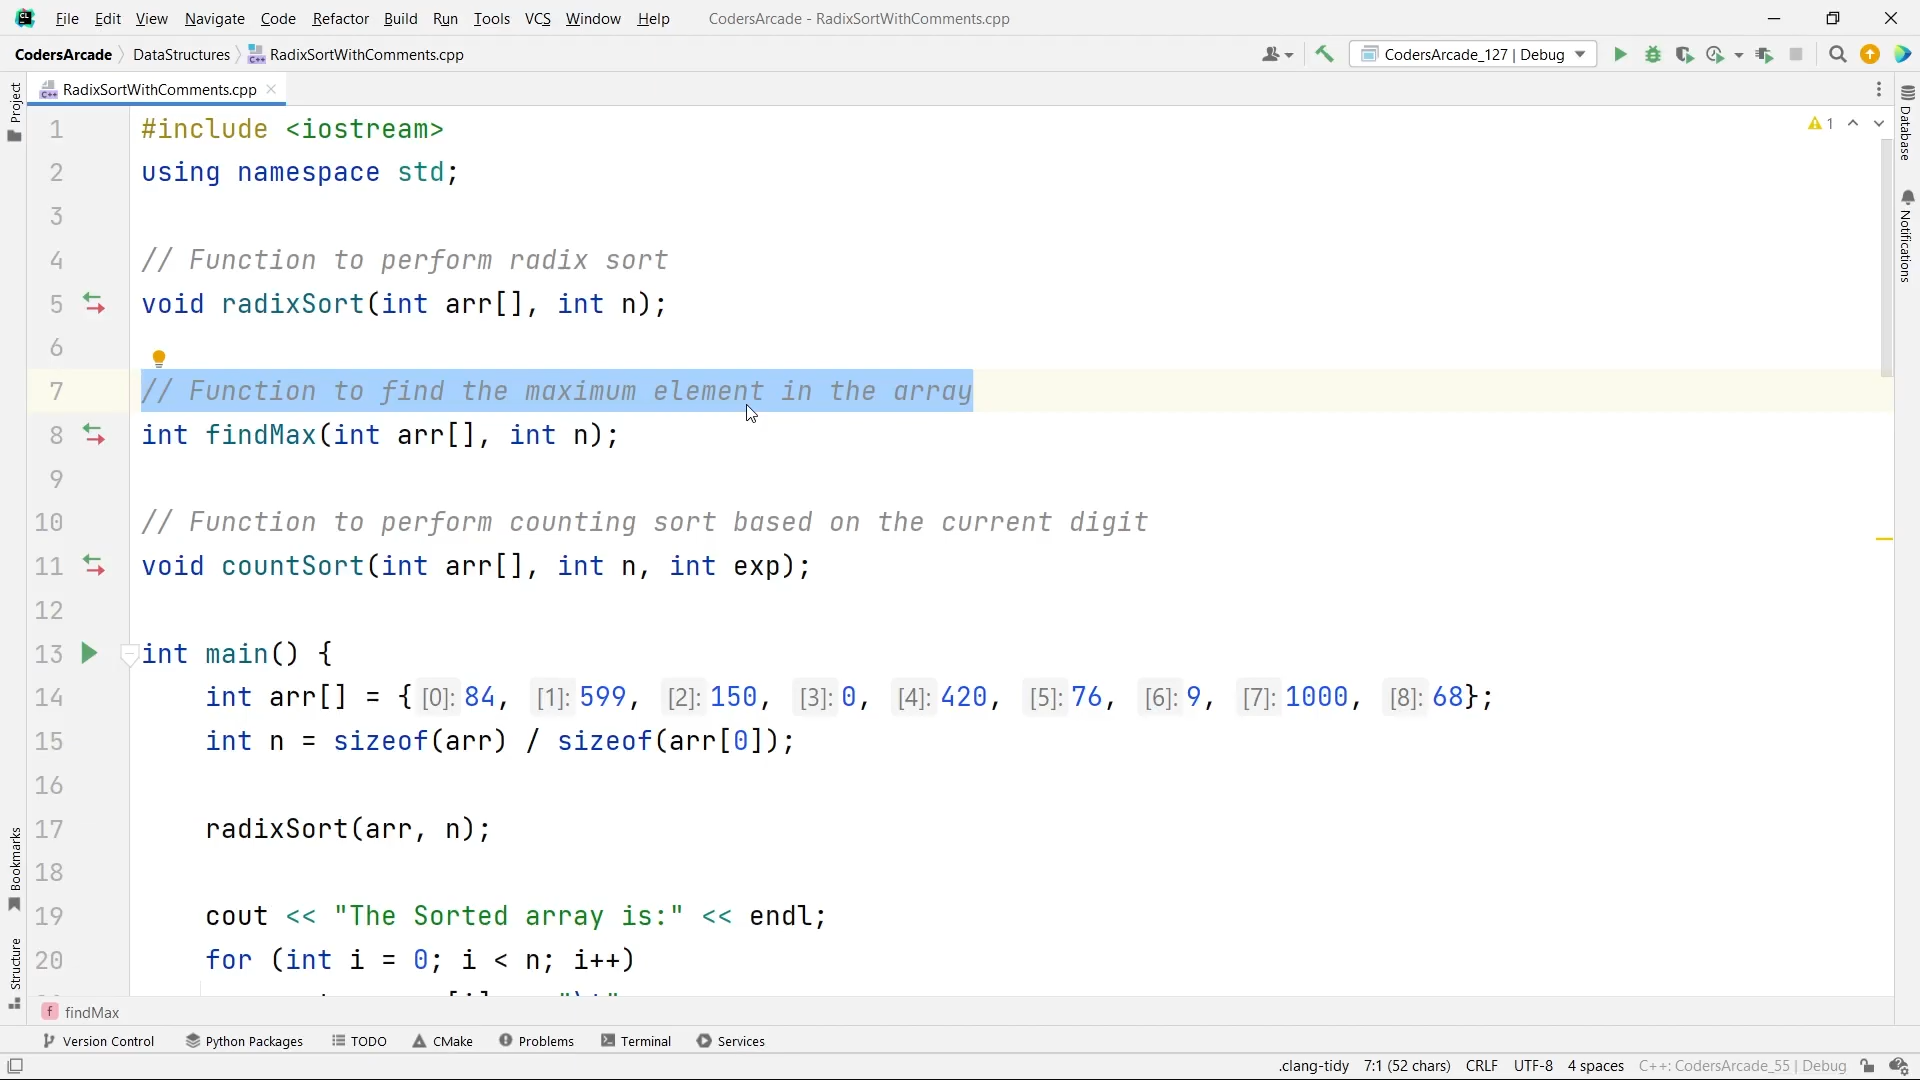 File Edit View Navigate Code Refactor Build Run Tools VCS Window Help CodersArcade - RadixSortWithComments.cpp
CodersArcade DataStructures RadixSortWithComments.cpp CodersArcade_127 | Debug
RadixSortWithComments.cpp
Project
Database
Notifications
Bookmarks
Structure
1
1 #include <iostream>
2 using namespace std;
3
4 // Function to perform radix sort
5 void radixSort(int arr[], int n);
6
7 // Function to find the maximum element in the array
8 int findMax(int arr[], int n);
9
10 // Function to perform counting sort based on the current digit
11 void countSort(int arr[], int n, int exp);
12
13 int main() {
14 int arr[] = {[0]: 84, [1]: 599, [2]: 150, [3]: 0, [4]: 420, [5]: 76, [6]: 9, [7]: 1000, [8]: 68};
15 int n = sizeof(arr) / sizeof(arr[0]);
16
17 radixSort(arr, n);
18
19 cout << "The Sorted array is:" << endl;
20 for (int i = 0; i < n; i++)
f findMax
Version Control Python Packages TODO CMake Problems Terminal Services
.clang-tidy 7:1 (52 chars) CRLF UTF-8 4 spaces C++: CodersArcade_55 | Debug